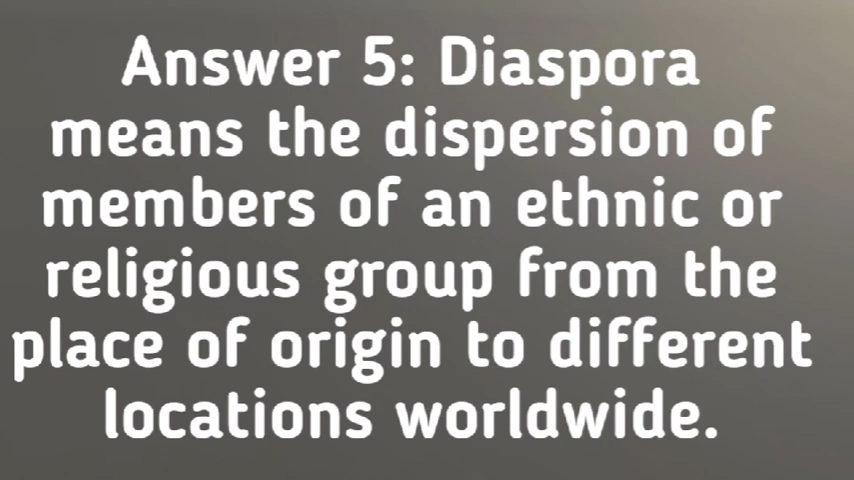 Answer 5: Diaspora
means the dispersion of
members of an ethnic or
religious group from the
place of origin to different
locations worldwide.